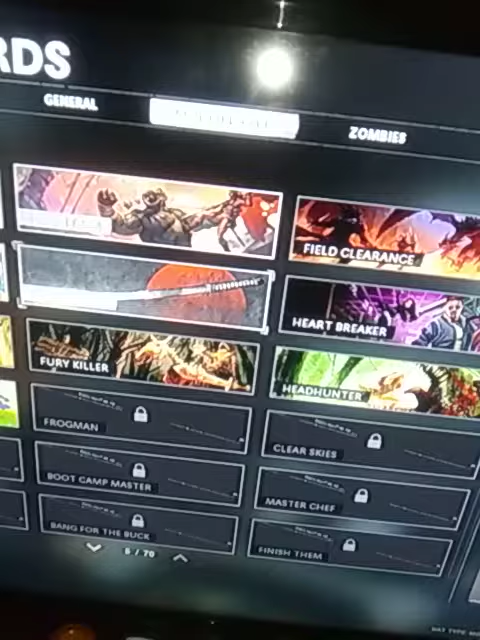 RDS
GENERAL
ZOMBIES
FIELD CLEARANCE
HEART BREAKER
FURY KILLER
HEADHUNTER
FROGMAN
CLEAR SKIES
BOOT CAMP MASTER
MASTER CHEF
BANG FOR THE BUCK
FINISH THEM
/ 70